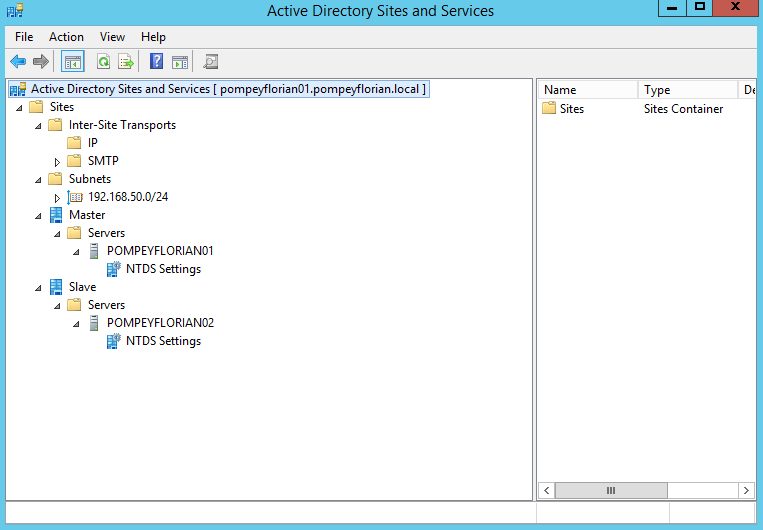 Active Directory Sites and Services
File Action View Help
Active Directory Sites and Services [ pompeyflorian01.pompeyflorian.local ]
Sites
Inter-Site Transports
IP
SMTP
Subnets
192.168.50.0/24
Master
Servers
POMPEYFLORIAN01
NTDS Settings
Slave
Servers
POMPEYFLORIAN02
NTDS Settings
Name Type De
Sites Sites Container